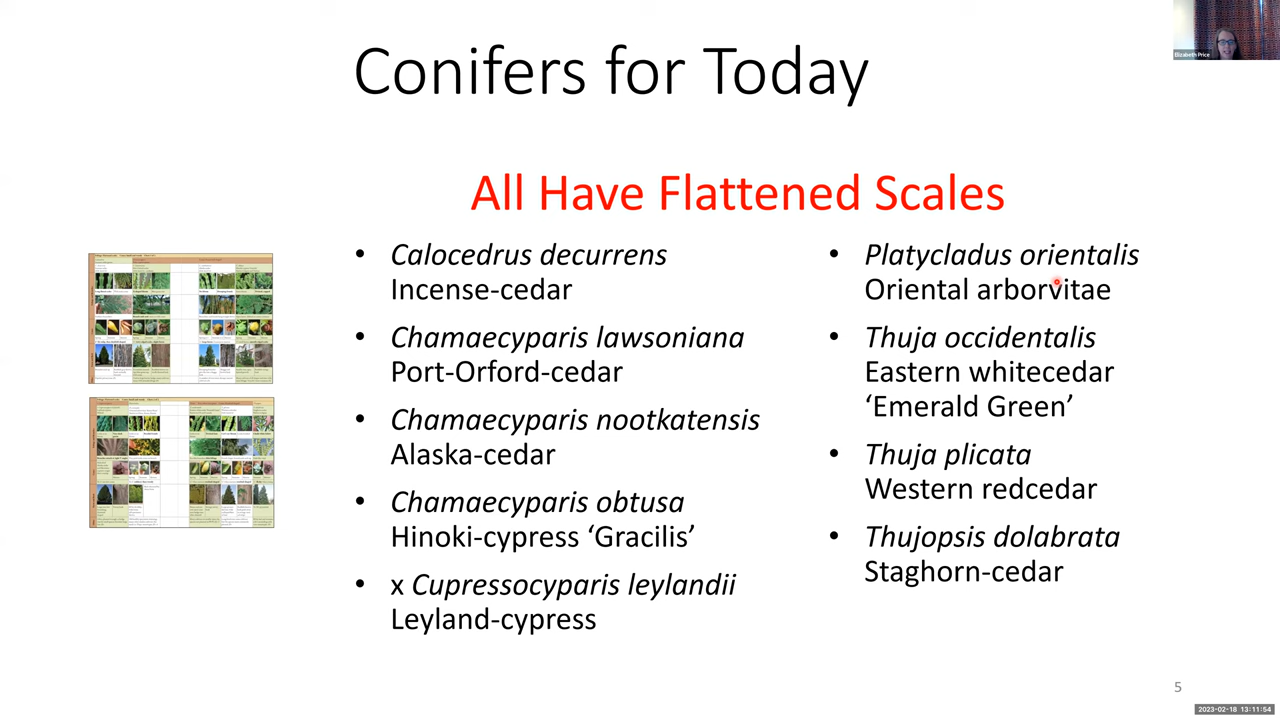 Conifers for Today
Elizabeth Price
All Have Flattened Scales
• Calocedrus decurrens
Incense-cedar
• Chamaecyparis lawsoniana
Port-Orford-cedar
• Chamaecyparis nootkatensis
Alaska-cedar
• Chamaecyparis obtusa
Hinoki-cypress ‘Gracilis’
• x Cupressocyparis leylandii
Leyland-cypress
• Platycladus orientalis
Oriental arborvitae
• Thuja occidentalis
Eastern whitecedar
‘Emerald Green’
• Thuja plicata
Western redcedar
• Thujopsis dolabrata
Staghorn-cedar
5
2023-02-18 13:11:54